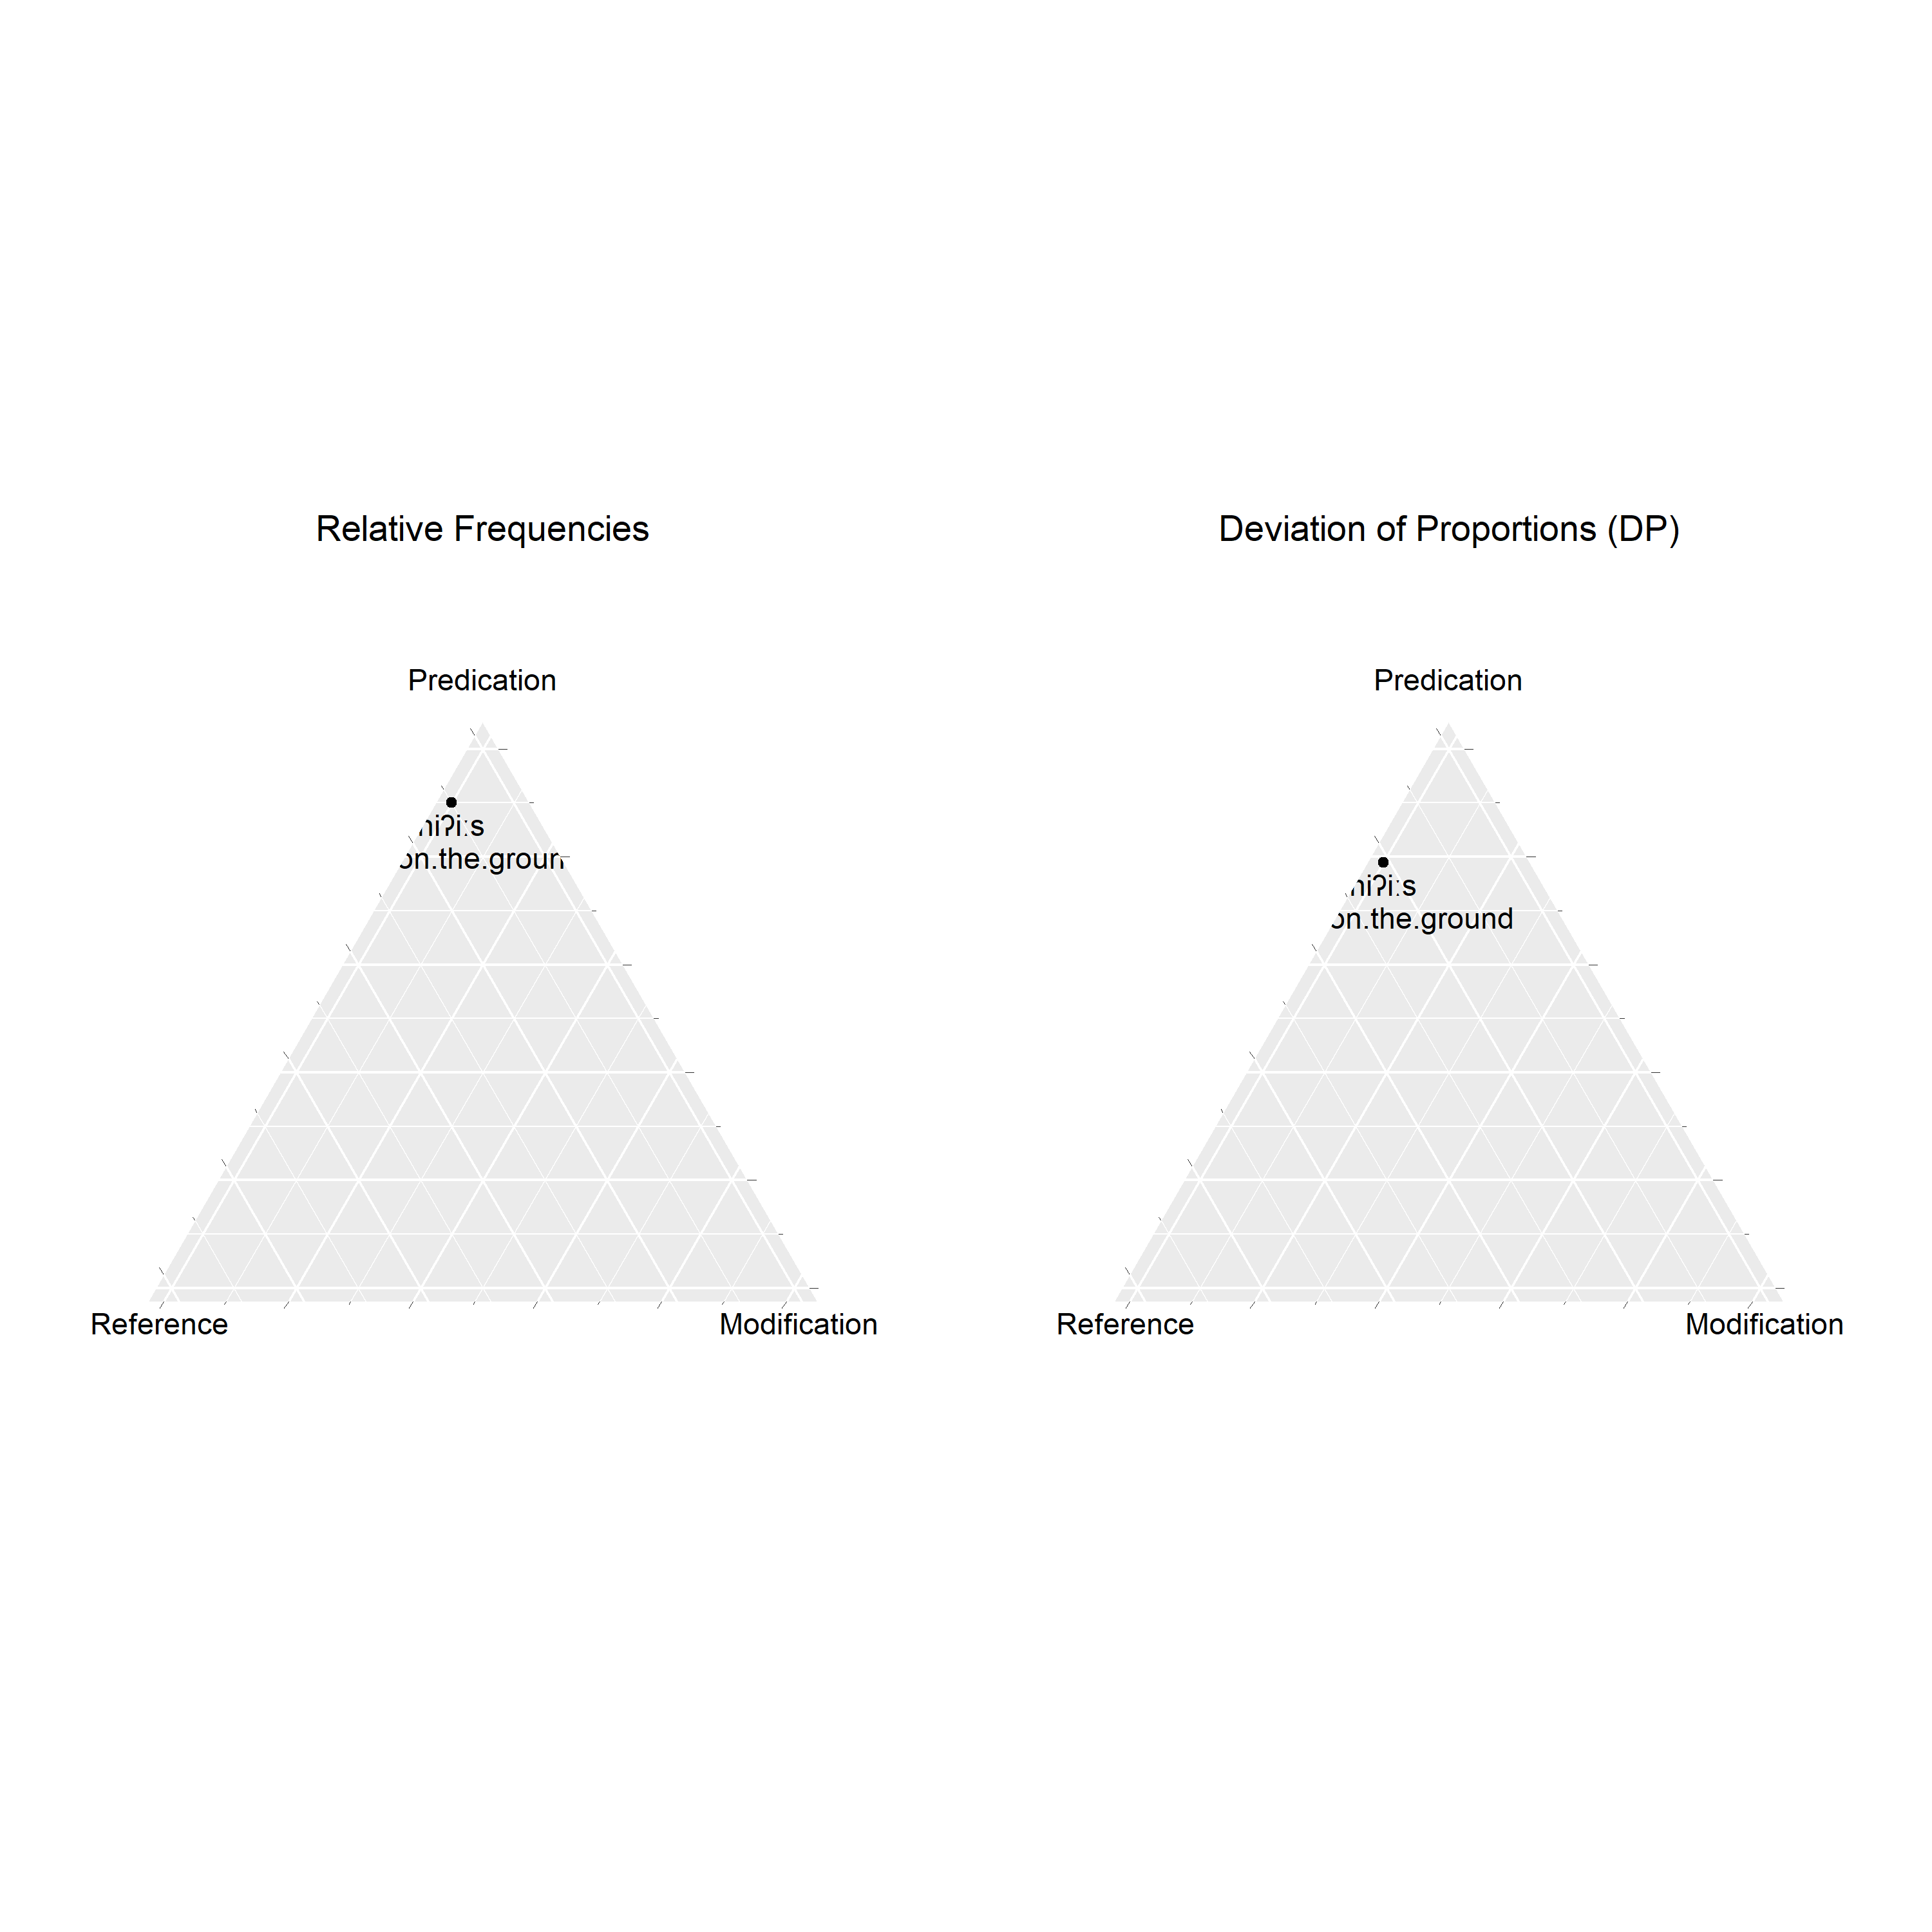 Relative Frequencies
Deviation of Proportions (DP)
Predication
Predication
niʔiːs
on.the.groun
niʔiːs
on.the.ground
Reference
Modification
Reference
Modification